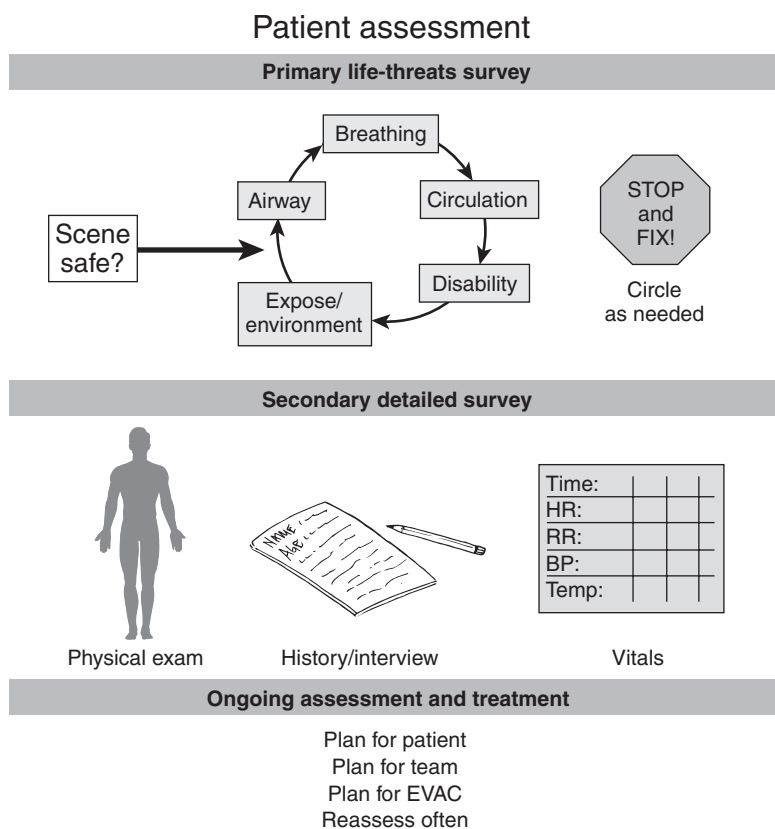 Patient assessment
Primary life-threats survey
Breathing
Airway
Circulation
STOP
and
FIX!
Scene
safe?
Disability
Expose/
environment
Circle
as needed
Secondary detailed survey
NAME
AGE
Time:
HR:
RR:
BP:
Temp:
Physical exam
History/interview
Vitals
Ongoing assessment and treatment
Plan for patient
Plan for team
Plan for EVAC
Reassess often